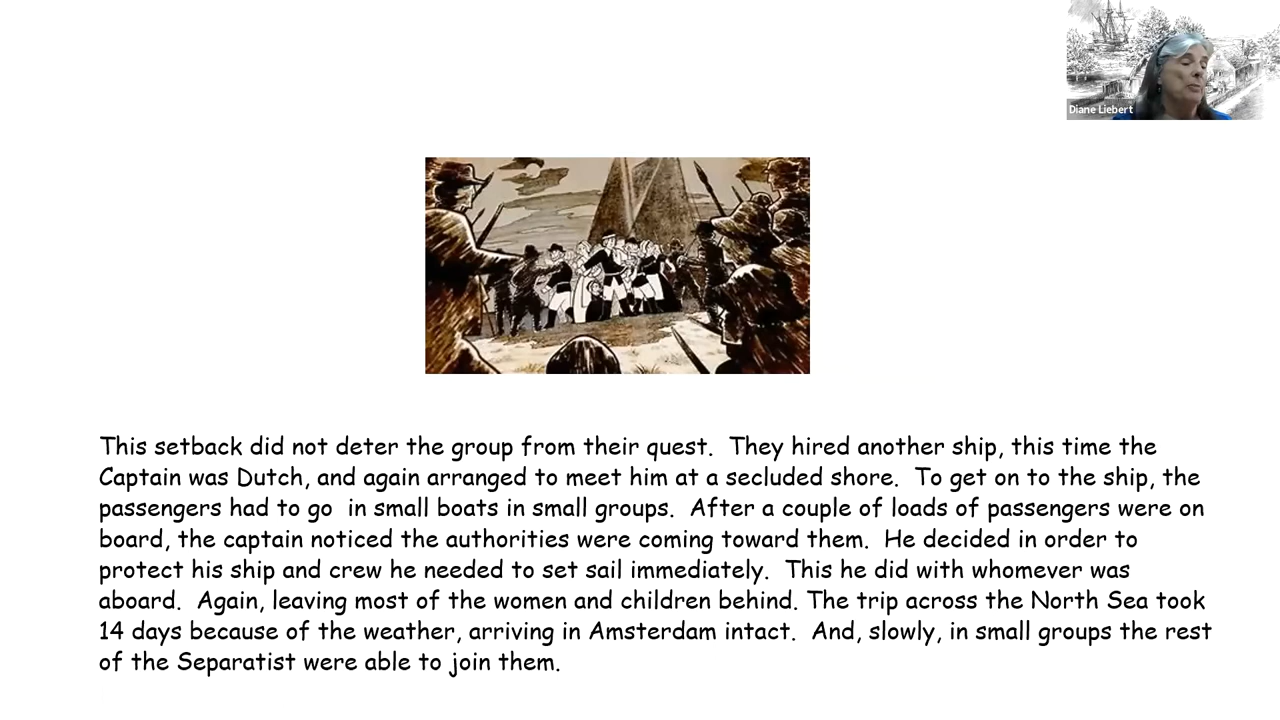 Diane Liebert
This setback did not deter the group from their quest.  They hired another ship, this time the
Captain was Dutch, and again arranged to meet him at a secluded shore.  To get on to the ship, the
passengers had to go  in small boats in small groups.  After a couple of loads of passengers were on
board, the captain noticed the authorities were coming toward them.  He decided in order to
protect his ship and crew he needed to set sail immediately.  This he did with whomever was
aboard.  Again, leaving most of the women and children behind. The trip across the North Sea took
14 days because of the weather, arriving in Amsterdam intact.  And, slowly, in small groups the rest
of the Separatist were able to join them.